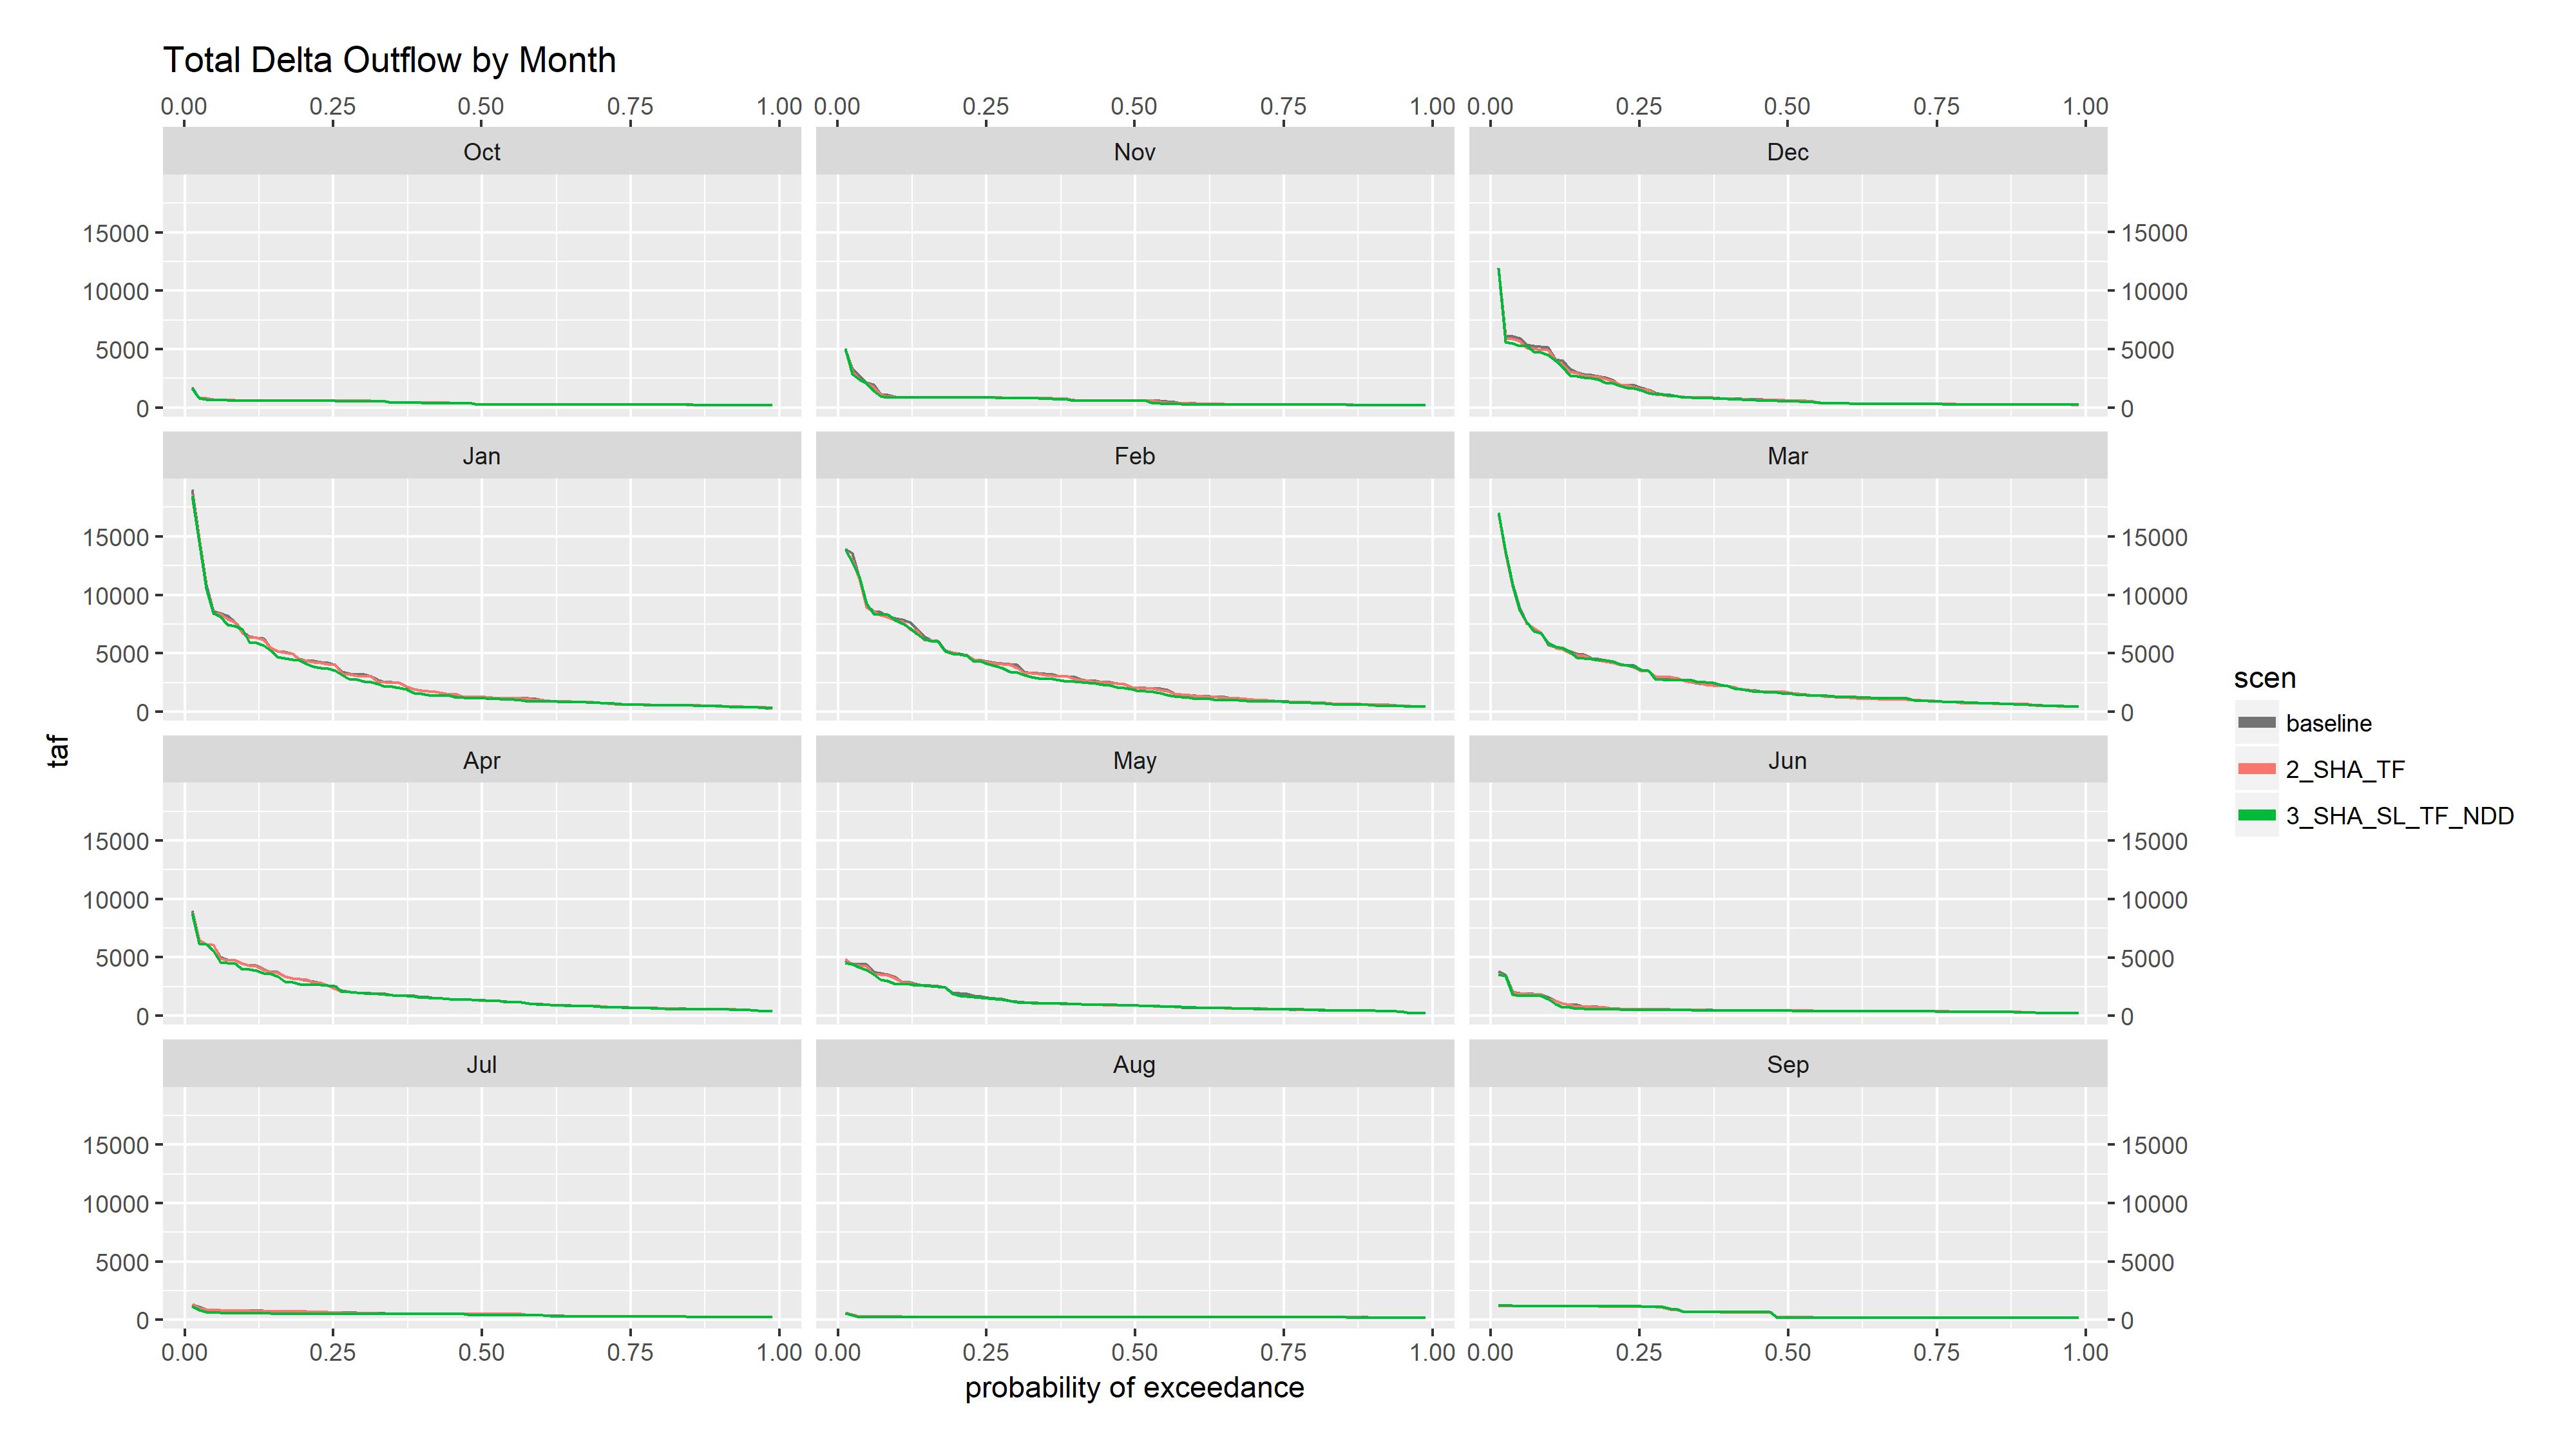 Total Delta Outflow by Month
0.00 0.25 0.50 0.75 1.00 0.00 0.25 0.50 0.75 1.00 0.00 0.25 0.50 0.75 1.00
Oct Nov Dec
15000 15000
10000 10000
5000 5000
0 0
Jan Feb Mar
15000 15000
10000 10000
5000 5000
0 0
Apr May Jun
15000 15000
10000 10000
5000 5000
0 0
Jul Aug Sep
15000 15000
10000 10000
5000 5000
0 0
0.00 0.25 0.50 0.75 1.00 0.00 0.25 0.50 0.75 1.00 0.00 0.25 0.50 0.75 1.00
probability of exceedance
taf
scen
baseline
2_SHA_TF
3_SHA_SL_TF_NDD